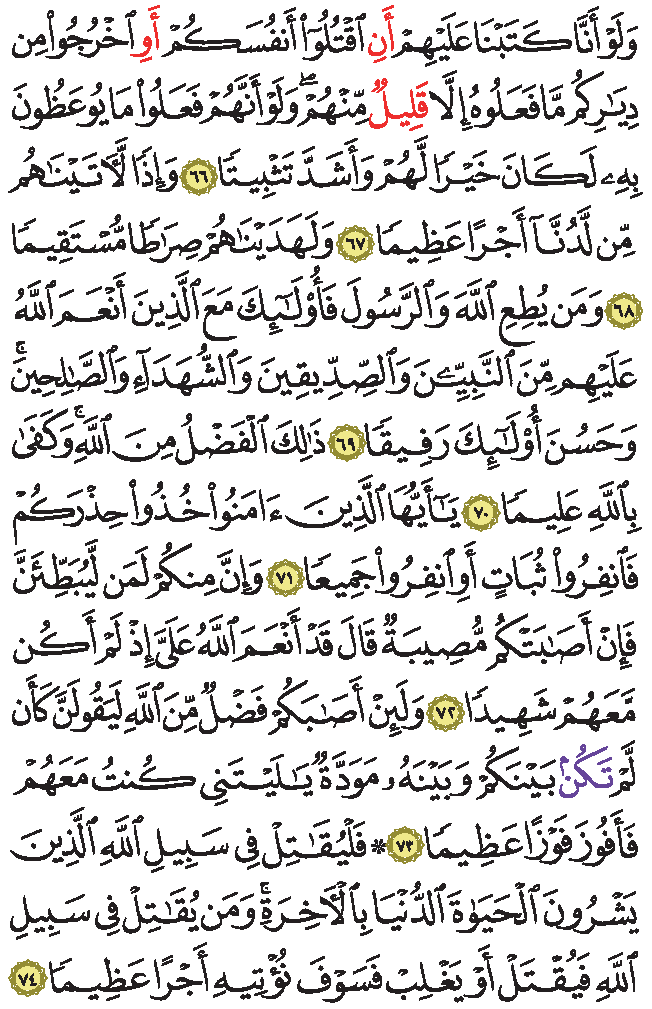 وَلَوْ أَنَّا كَتَبْنَا عَلَيْهِمْ أَنِ ٱقْتُلُوٓا۟ أَنفُسَكُمْ أَوِ ٱخْرُجُوا۟ مِن
دِيَـٰرِكُم مَّا فَعَلُوهُ إِلَّا قَلِيلٌ مِّنْهُمْ ۖ وَلَوْ أَنَّهُمْ فَعَلُوا۟ مَا يُوعَظُونَ
بِهِۦ لَكَانَ خَيْرًا لَّهُمْ وَأَشَدَّ تَثْبِيتًا ٦٦ وَإِذًا لَّـَٔاتَيْنَـٰهُم
مِّن لَّدُنَّآ أَجْرًا عَظِيمًا ٦٧ وَلَهَدَيْنَـٰهُمْ صِرَٰطًا مُّسْتَقِيمًا
٦٨ وَمَن يُطِعِ ٱللَّهَ وَٱلرَّسُولَ فَأُو۟لَـٰٓئِكَ مَعَ ٱلَّذِينَ أَنْعَمَ ٱللَّهُ
عَلَيْهِم مِّنَ ٱلنَّبِيِّـۧنَ وَٱلصِّدِّيقِينَ وَٱلشُّهَدَآءِ وَٱلصَّـٰلِحِينَ ۚ
وَحَسُنَ أُو۟لَـٰٓئِكَ رَفِيقًا ٦٩ ذَٰلِكَ ٱلْفَضْلُ مِنَ ٱللَّهِ ۚ وَكَفَىٰ
بِٱللَّهِ عَلِيمًا ٧٠ يَـٰٓأَيُّهَا ٱلَّذِينَ ءَامَنُوا۟ خُذُوا۟ حِذْرَكُمْ
فَٱنفِرُوا۟ ثُبَاتٍ أَوِ ٱنفِرُوا۟ جَمِيعًا ٧١ وَإِنَّ مِنكُمْ لَمَن لَّيُبَطِّئَنَّ
فَإِنْ أَصَـٰبَتْكُم مُّصِيبَةٌ قَالَ قَدْ أَنْعَمَ ٱللَّهُ عَلَىَّ إِذْ لَمْ أَكُن
مَّعَهُمْ شَهِيدًا ٧٢ وَلَئِنْ أَصَـٰبَكُمْ فَضْلٌ مِّنَ ٱللَّهِ لَيَقُولَنَّ كَأَن
لَّمْ تَكُنۢ بَيْنَكُمْ وَبَيْنَهُۥ مَوَدَّةٌ يَـٰلَيْتَنِى كُنتُ مَعَهُمْ
فَأَفُوزَ فَوْزًا عَظِيمًا ٧٣ * فَلْيُقَـٰتِلْ فِى سَبِيلِ ٱللَّهِ ٱلَّذِينَ
يَشْرُونَ ٱلْحَيَوٰةَ ٱلدُّنْيَا بِٱلْـَٔاخِرَةِ ۚ وَمَن يُقَـٰتِلْ فِى سَبِيلِ
ٱللَّهِ فَيُقْتَلْ أَوْ يَغْلِبْ فَسَوْفَ نُؤْتِيهِ أَجْرًا عَظِيمًا ٧٤